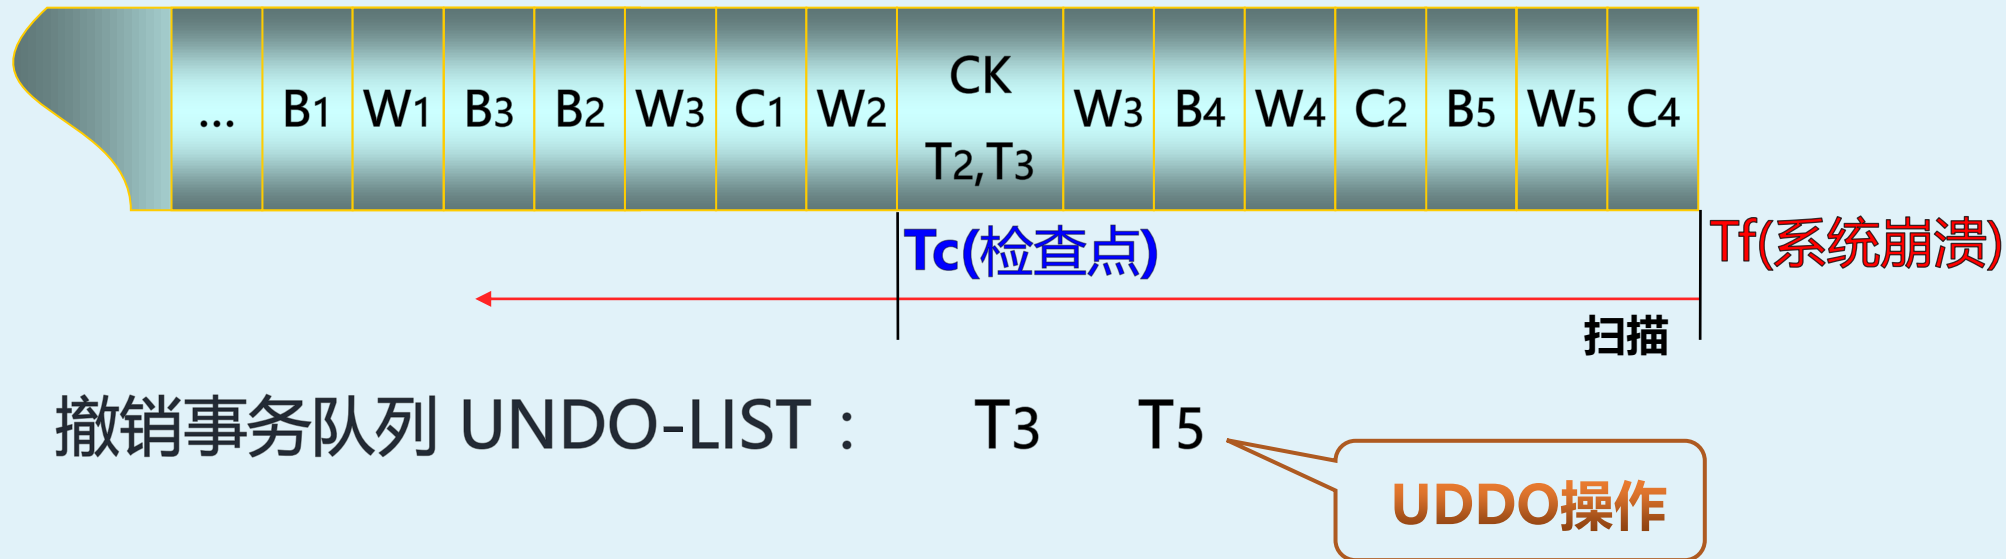 ... B1 W1 B3 B2 W3 C1 W2 CK T2,T3 W3 B4 W4 C2 B5 W5 C4
Tc(检查点)
Tf(系统崩溃)
扫描
撤销事务队列 UNDO-LIST： T3 T5
UDDO操作